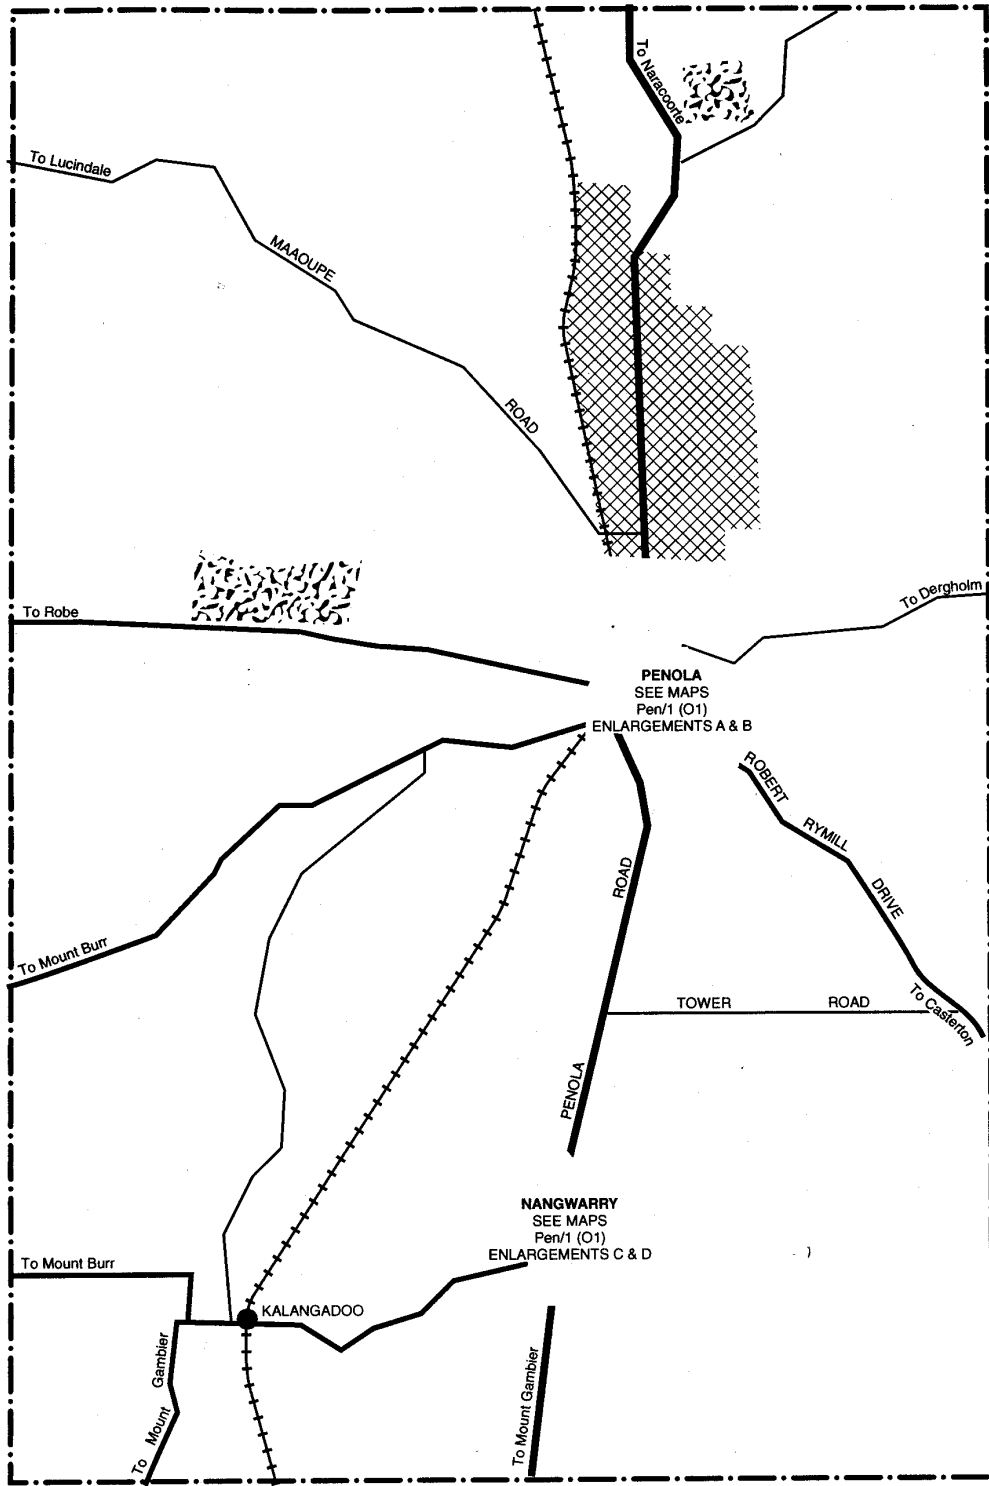 To Naracoorte
To Lucindale
MAAOUPE
ROAD
To Robe
To Dergholm
PENOLA
SEE MAPS
Pen/1 (O1)
ENLARGEMENTS A & B
ROBERT
RYMILL
DRIVE
ROAD
To Mount Burr
TOWER ROAD
To Casterton
PENOLA
NANGWARRY
SEE MAPS
Pen/1 (O1)
ENLARGEMENTS C & D
To Mount Burr
KALANGADOO
To Mount Gambier
To Mount Gambier